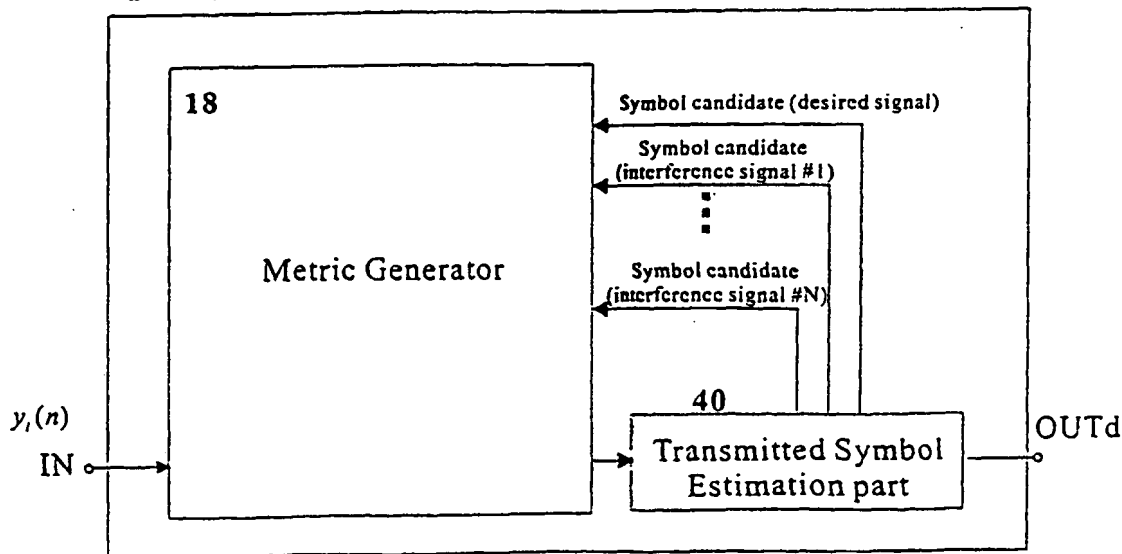 18
Symbol candidate (desired signal)
Symbol candidate
(interference signal #1)
Metric Generator
Symbol candidate
(interference signal #N)
40
y_i(n)
IN
Transmitted Symbol
Estimation part
OUTd